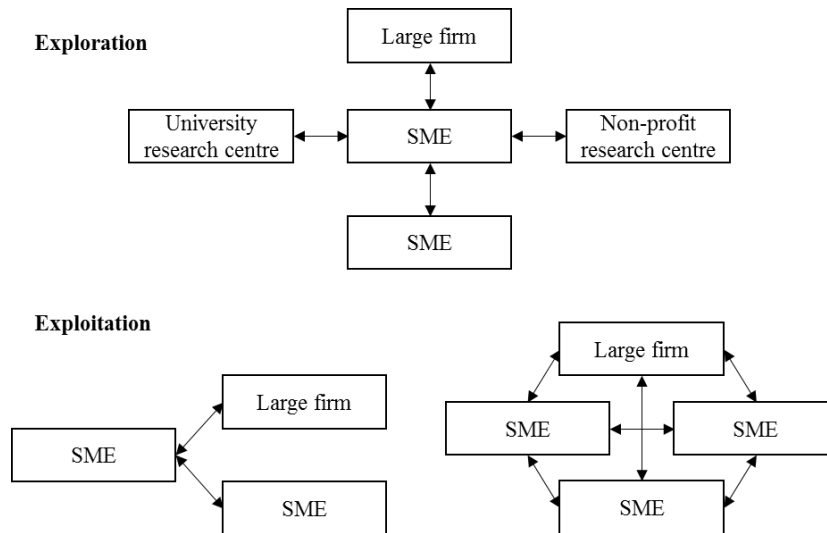 Exploration
Large firm
University
research centre
SME
Non-profit
research centre
SME
Exploitation
Large firm
SME
SME
Large firm
SME
SME
SME